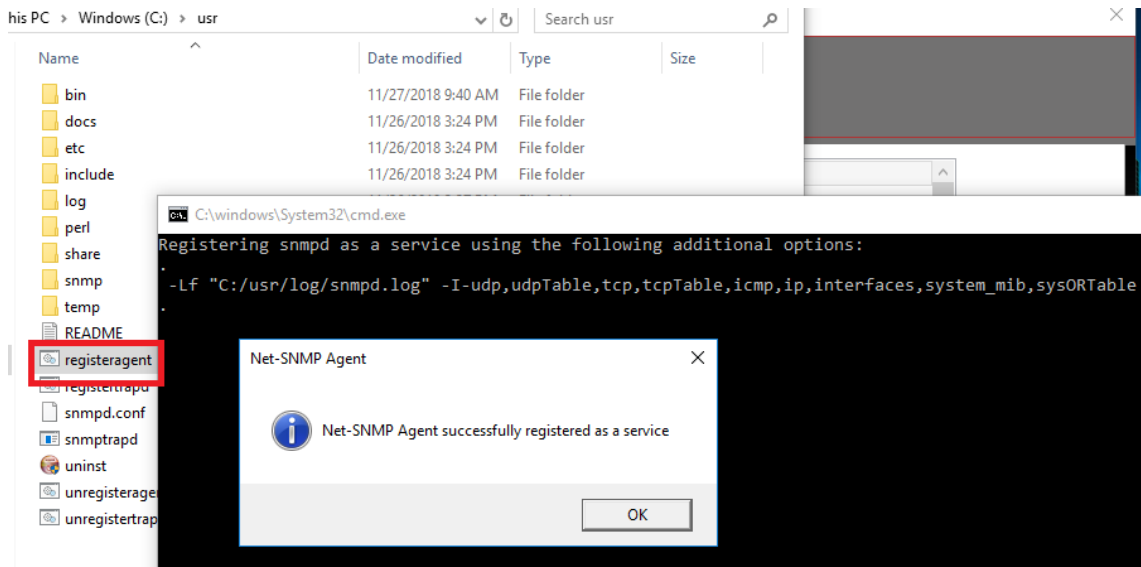 his PC > Windows (C:) > usr
Search usr
Name Date modified Type Size
bin 11/27/2018 9:40 AM File folder
docs 11/26/2018 3:24 PM File folder
etc 11/26/2018 3:24 PM File folder
include 11/26/2018 3:24 PM File folder
log
perl
share
snmp
temp
README
registeragent
registertrapd
snmpd.conf
snmptrapd
uninst
unregisterage
unregistertrap
C:\windows\System32\cmd.exe
Registering snmpd as a service using the following additional options:
.
-Lf "C:/usr/log/snmpd.log" -I-udp,udpTable,tcp,tcpTable,icmp,ip,interfaces,system_mib,sysORTable
.
Net-SNMP Agent
Net-SNMP Agent successfully registered as a service
OK